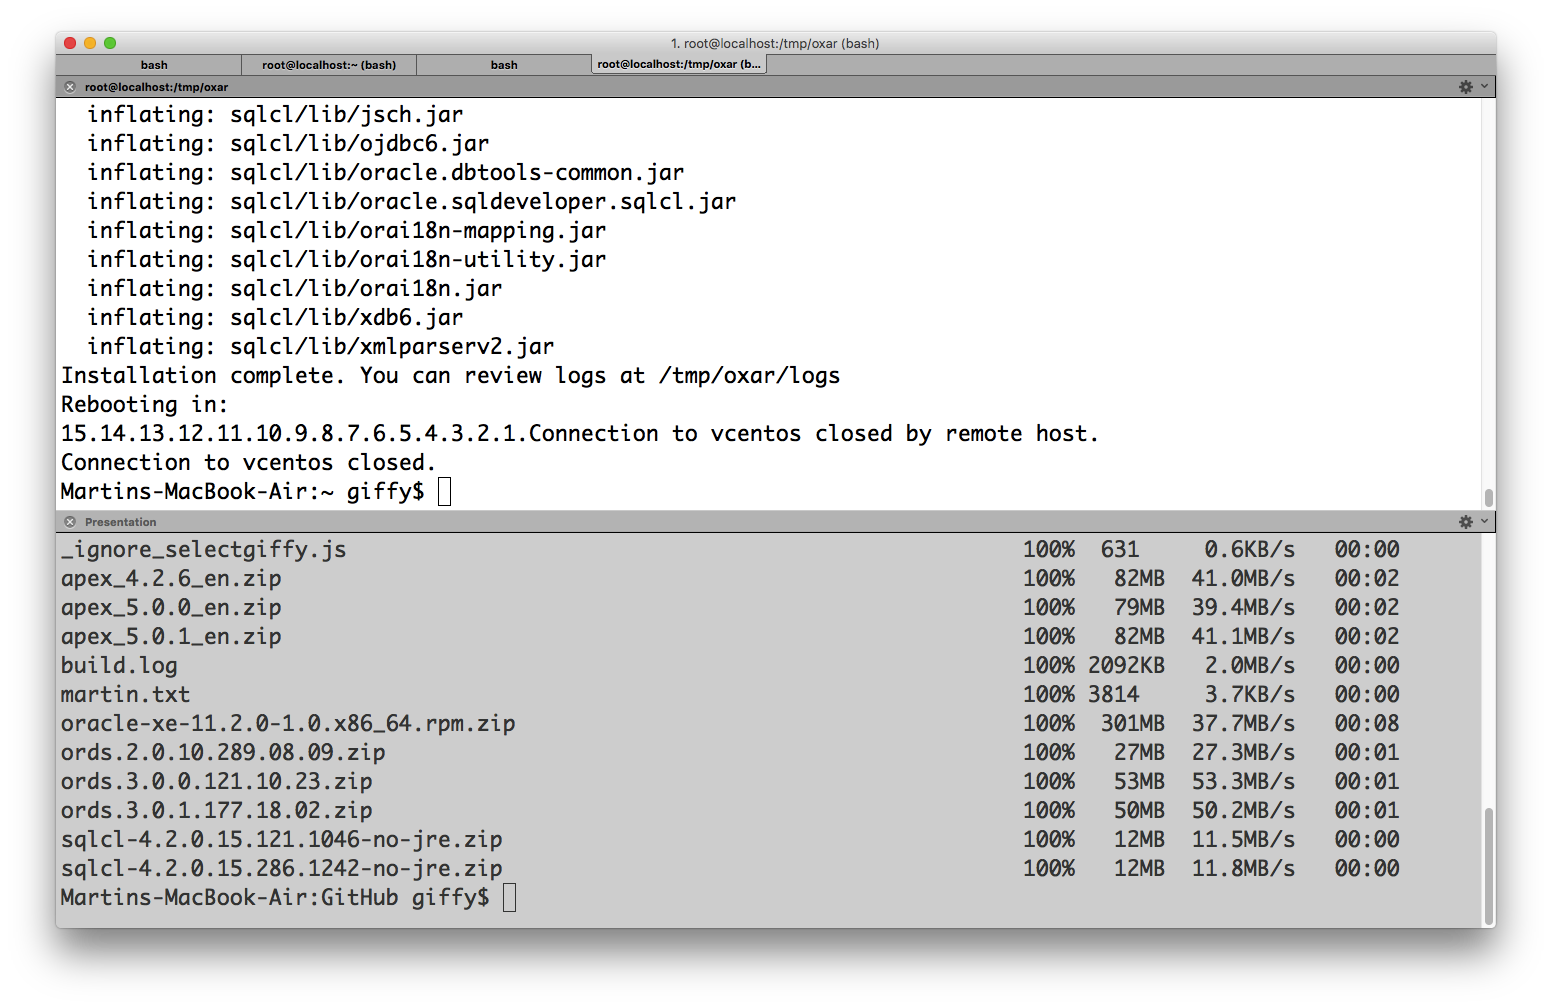 1. root@localhost:/tmp/oxar (bash)
bash root@localhost:~ (bash) bash root@localhost:/tmp/oxar (b...
root@localhost:/tmp/oxar
inflating: sqlcl/lib/jsch.jar
inflating: sqlcl/lib/ojdbc6.jar
inflating: sqlcl/lib/oracle.dbtools-common.jar
inflating: sqlcl/lib/oracle.sqldeveloper.sqlcl.jar
inflating: sqlcl/lib/orai18n-mapping.jar
inflating: sqlcl/lib/orai18n-utility.jar
inflating: sqlcl/lib/orai18n.jar
inflating: sqlcl/lib/xdb6.jar
inflating: sqlcl/lib/xmlparserv2.jar
Installation complete. You can review logs at /tmp/oxar/logs
Rebooting in:
15.14.13.12.11.10.9.8.7.6.5.4.3.2.1.Connection to vcentos closed by remote host.
Connection to vcentos closed.
Martins-MacBook-Air:~ giffy$
Presentation
_ignore_selectgiffy.js 100% 631 0.6KB/s 00:00
apex_4.2.6_en.zip 100% 82MB 41.0MB/s 00:02
apex_5.0.0_en.zip 100% 79MB 39.4MB/s 00:02
apex_5.0.1_en.zip 100% 82MB 41.1MB/s 00:02
build.log 100% 2092KB 2.0MB/s 00:00
martin.txt 100% 3814 3.7KB/s 00:00
oracle-xe-11.2.0-1.0.x86_64.rpm.zip 100% 301MB 37.7MB/s 00:08
ords.2.0.10.289.08.09.zip 100% 27MB 27.3MB/s 00:01
ords.3.0.0.121.10.23.zip 100% 53MB 53.3MB/s 00:01
ords.3.0.1.177.18.02.zip 100% 50MB 50.2MB/s 00:01
sqlcl-4.2.0.15.121.1046-no-jre.zip 100% 12MB 11.5MB/s 00:00
sqlcl-4.2.0.15.286.1242-no-jre.zip 100% 12MB 11.8MB/s 00:00
Martins-MacBook-Air:GitHub giffy$